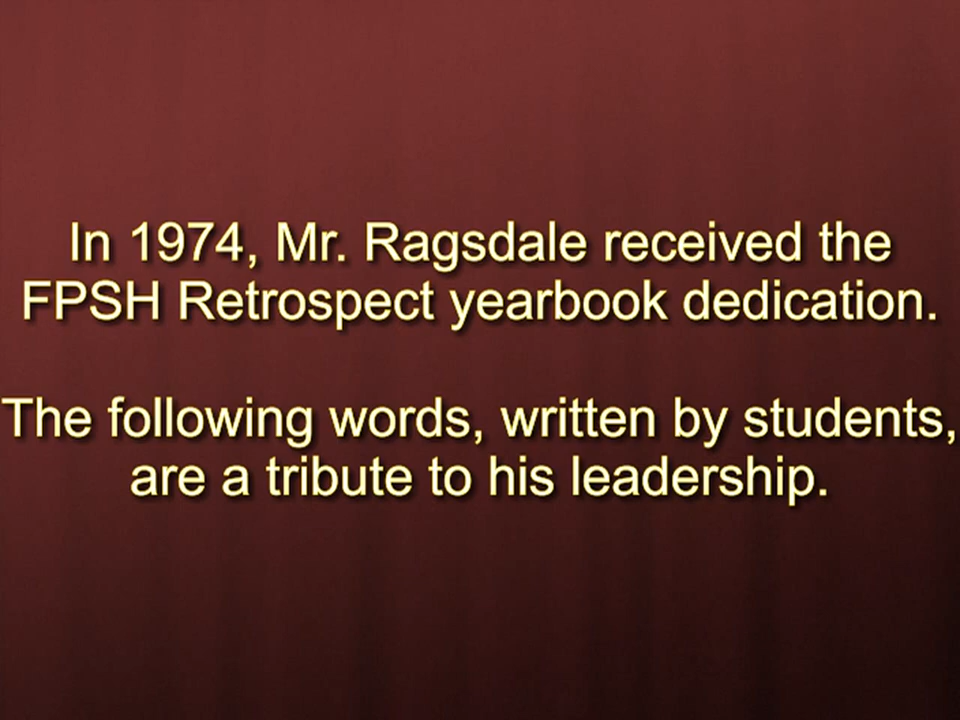 In 1974, Mr. Ragsdale received the
FPSH Retrospect yearbook dedication.
The following words, written by students,
are a tribute to his leadership.